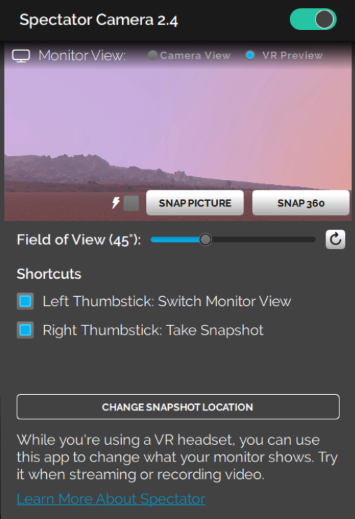 Spectator Camera 2.4
Monitor View: Camera View VR Preview
SNAP PICTURE SNAP 360
Field of View (45°):
Shortcuts
Left Thumbstick: Switch Monitor View
Right Thumbstick: Take Snapshot
CHANGE SNAPSHOT LOCATION
While you're using a VR headset, you can use
this app to change what your monitor shows. Try
it when streaming or recording video.
Learn More About Spectator